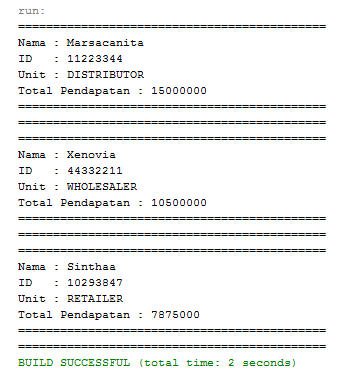 run:
============================================
Nama : Marsacanita
ID   : 11223344
Unit : DISTRIBUTOR
Total Pendapatan : 15000000
============================================
============================================
============================================
Nama : Xenovia
ID   : 44332211
Unit : WHOLESALER
Total Pendapatan : 10500000
============================================
============================================
============================================
Nama : Sinthaa
ID   : 10293847
Unit : RETAILER
Total Pendapatan : 7875000
============================================
============================================
BUILD SUCCESSFUL (total time: 2 seconds)